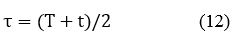 τ = (T + t)/2 (12)